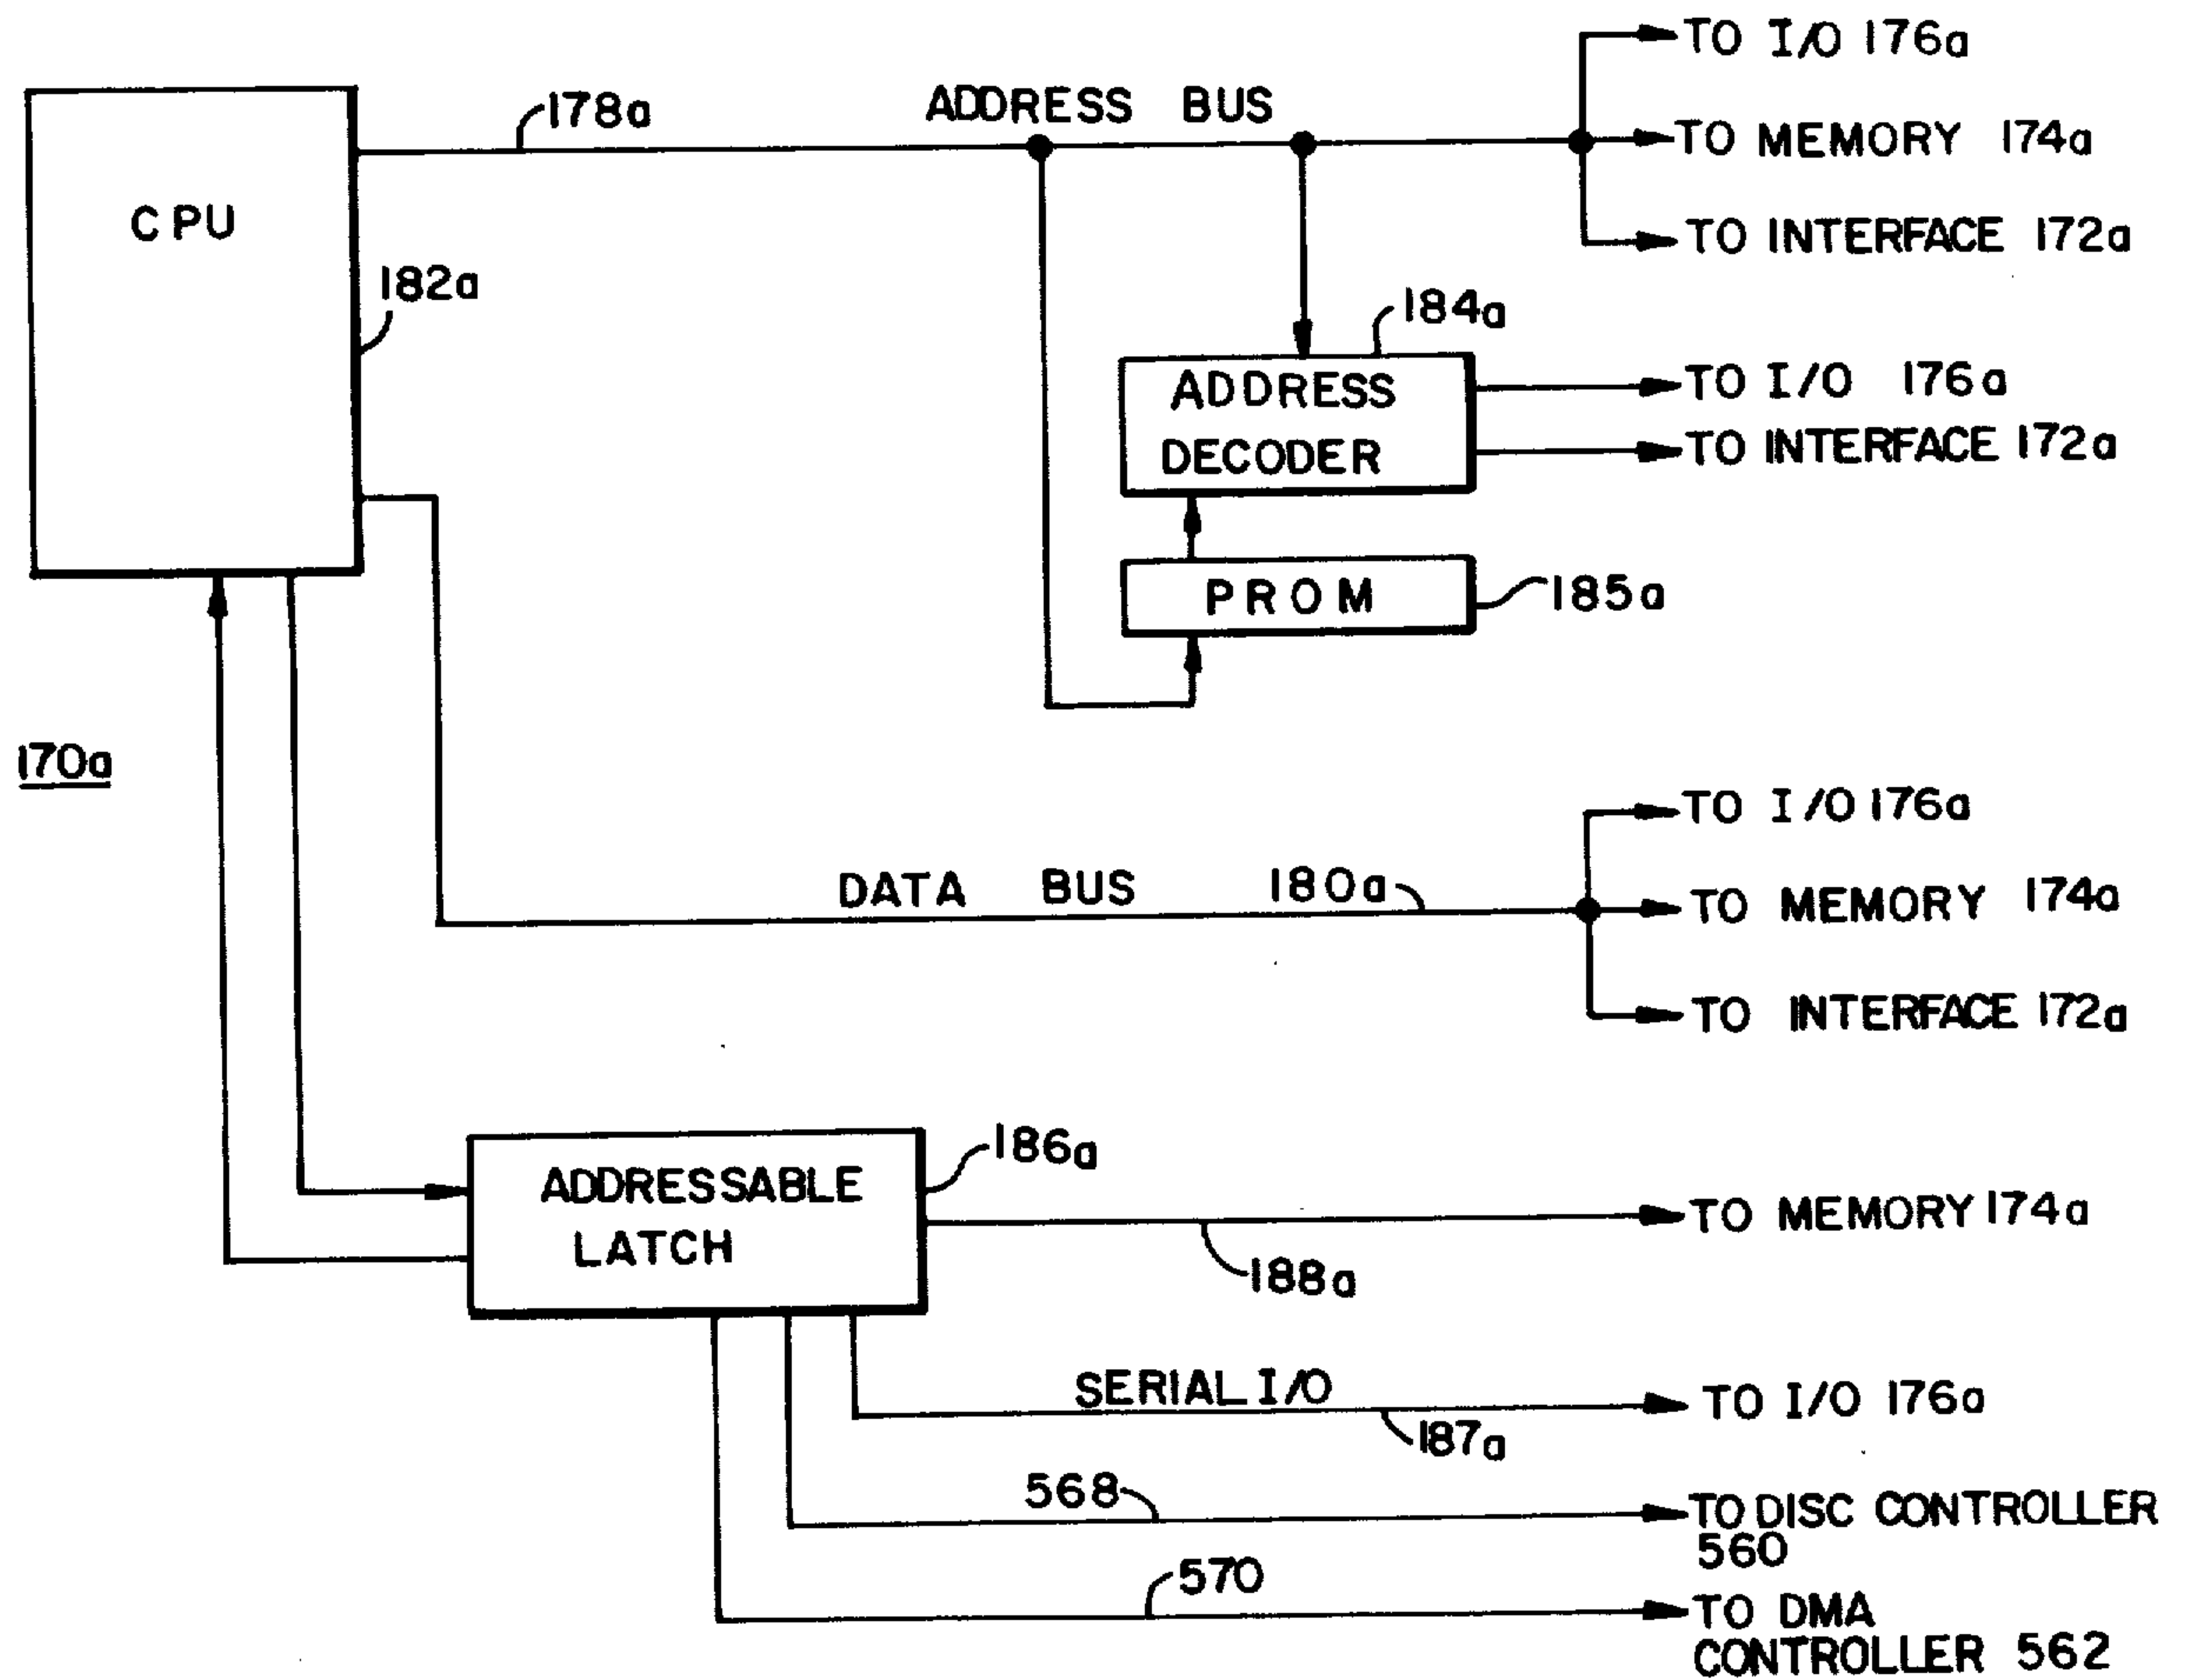 TO I/O 176a
178a
ADDRESS BUS
TO MEMORY 174a
CPU
TO INTERFACE 172a
182a
184a
ADDRESS
DECODER
TO I/O 176a
TO INTERFACE 172a
PROM
185a
170a
TO I/O 176a
DATA BUS 180a
TO MEMORY 174a
TO INTERFACE 172a
186a
ADDRESSABLE
LATCH
TO MEMORY 174a
188a
SERIAL I/O
TO I/O 176a
187a
568
TO DISC CONTROLLER
560
570
TO DMA
CONTROLLER 562